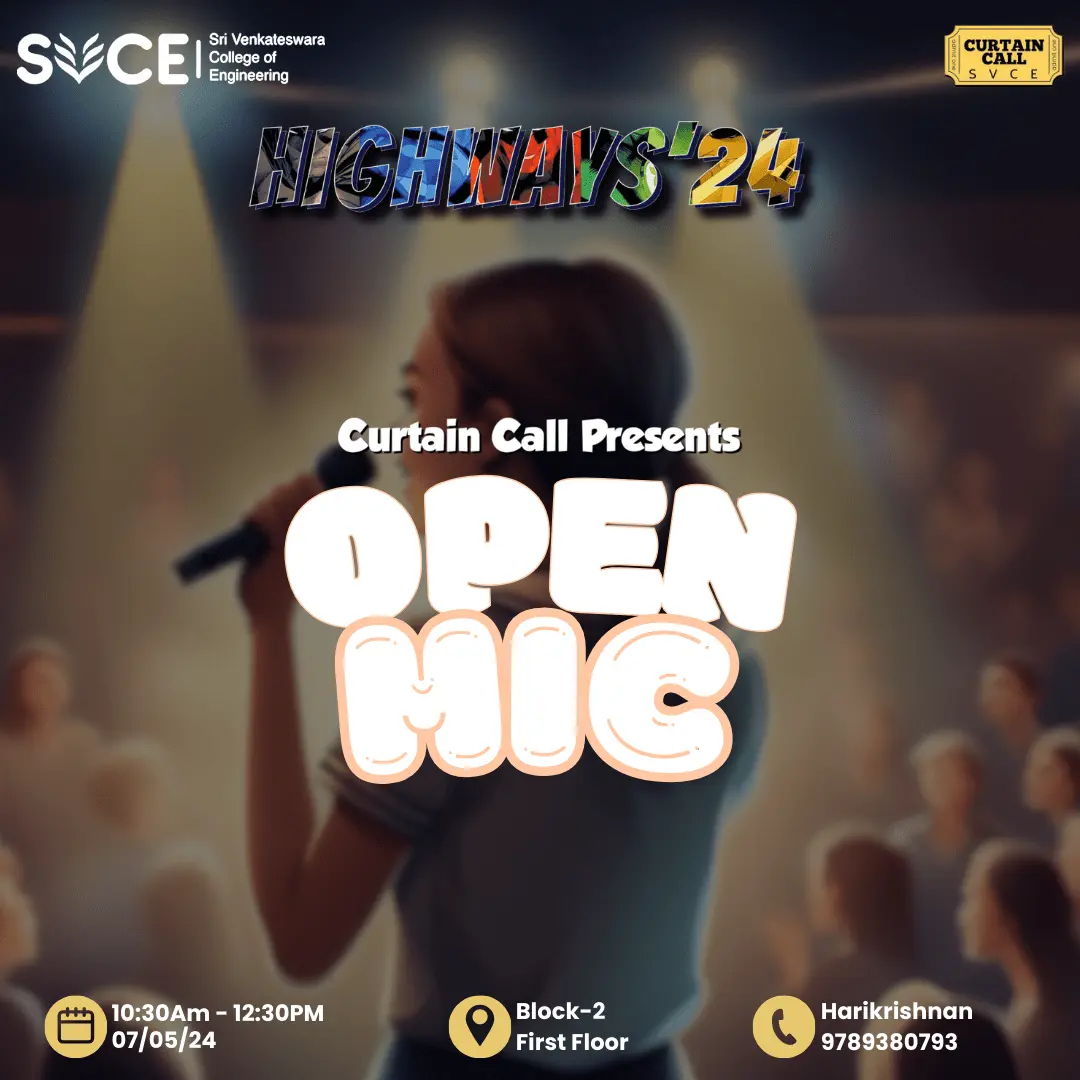 SVCE
Sri Venkateswara
College of
Engineering
CURTAIN
CALL
SVCE
HIGHWAYS'24
Curtain Call Presents
OPEN
MIC
10:30Am - 12:30PM
07/05/24
Block-2
First Floor
Harikrishnan
9789380793